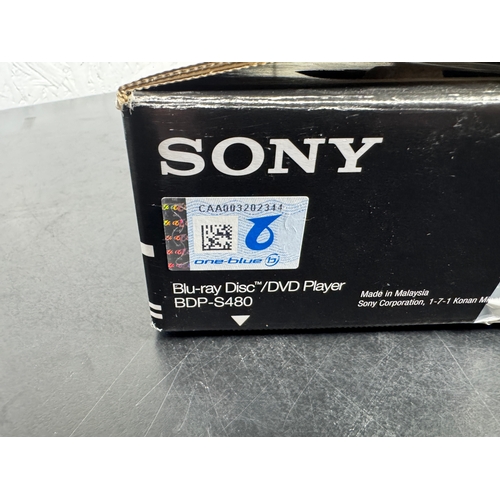 SONY
CAA003202344
one-blue
Blu-ray Disc™/DVD Player
BDP-S480
Made in Malaysia
Sony Corporation, 1-7-1 Konan